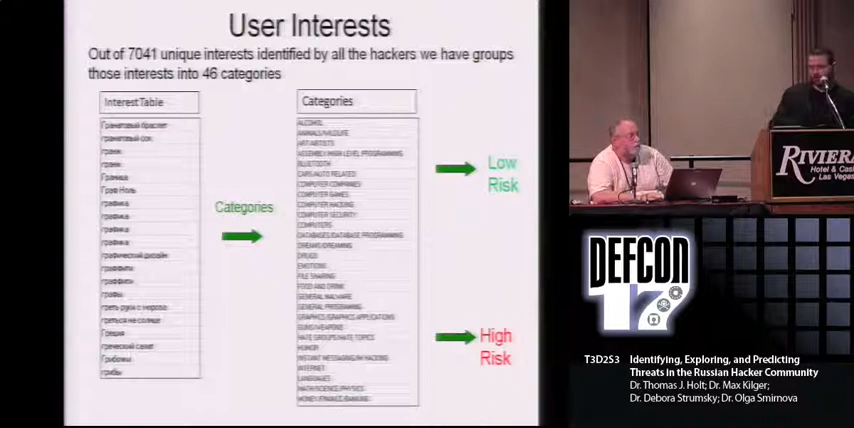 User Interests
Out of 7041 unique interests identified by all the hackers we have groups
those interests into 46 categories
Interest Table
Гранатовый браслет
гранатовый сок
гранж
гранж
Граница
Граф Ноль
графика
графика
графика
графика
графический дизайн
граффити
граффити
графы
греть руки с мороза
греться на солнце
Греция
греческий салат
Грибочки
грибы
Categories
Categories
ALCOHOL
ANIMALS/WILDLIFE
ART/ARTISTS
ASSEMBLY/HIGH LEVEL PROGRAMMING
BLUETOOTH
CARS/AUTO RELATED
COMPUTER COMPANIES
COMPUTER GAMES
COMPUTER HACKING
COMPUTER SECURITY
COMPUTERS
DATABASES/DATABASE PROGRAMMING
DREAMS/DREAMING
DRUGS
EMOTIONS
FILE SHARING
FOOD AND DRINK
GENERAL MALWARE
GENERAL PROGRAMMING
GRAPHICS/GRAPHICS APPLICATIONS
GUNS/WEAPONS
HATE GROUPS/HATE TOPICS
HUMOR
INSTANT MESSAGING/IM HACKING
INTERNET
LANGUAGES
MATH/SCIENCE/PHYSICS
MONEY/FINANCE/BANKING
Low
Risk
High
Risk
RIVIERA
Hotel &
Las Vegas
DEFCON
17
T3D2S3 Identifying, Exploring, and Predicting
Threats in the Russian Hacker Community
Dr. Thomas J. Holt; Dr. Max Kilger;
Dr. Debora Strumsky; Dr. Olga Smirnova